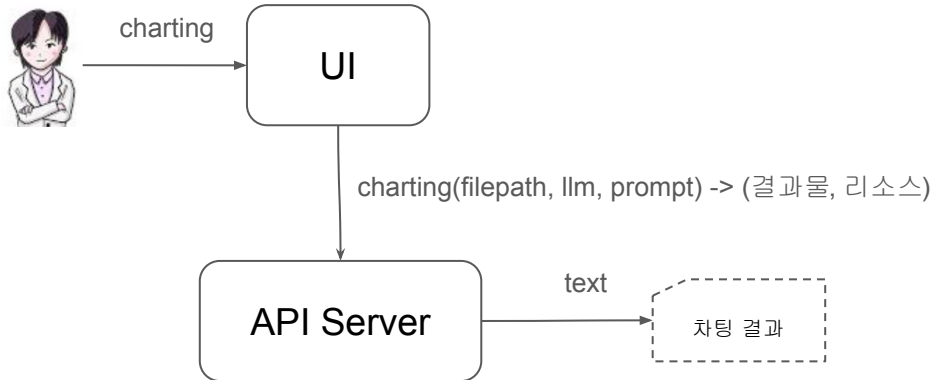 charting
UI
charting(filepath, llm, prompt) -> (결과물, 리소스)
API Server
text
차팅 결과